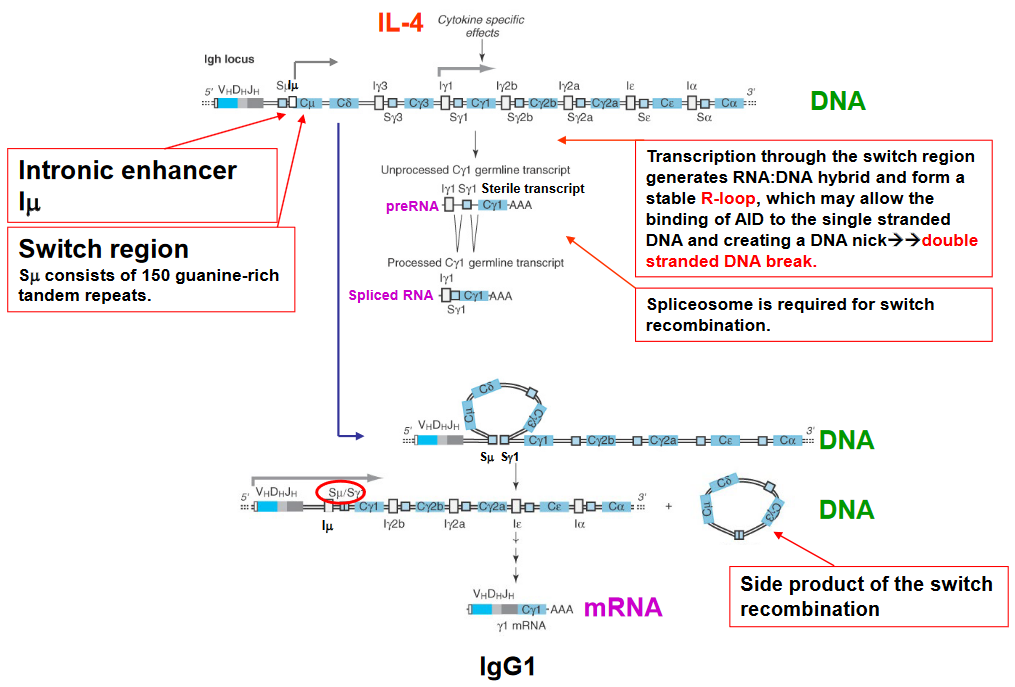 IL-4
Cytokine specific
effects
Igh locus
5' VHDHJH Sμ Iμ Cμ Cδ Iγ3 Sγ3 Cγ3 Iγ1 Sγ1 Cγ1 Iγ2b Sγ2b Cγ2b Iγ2a Sγ2a Cγ2a Iε Sε Cε Iα Sα Cα 3'
DNA
Intronic enhancer
Iμ
Switch region
Sμ consists of 150 guanine-rich
tandem repeats.
Unprocessed Cγ1 germline transcript
Iγ1 Sγ1 Sterile transcript
preRNA Cγ1 AAA
Processed Cγ1 germline transcript
Iγ1
Spliced RNA Cγ1 AAA
Sγ1
Transcription through the switch region
generates RNA:DNA hybrid and form a
stable R-loop, which may allow the
binding of AID to the single stranded
DNA and creating a DNA nick→→double
stranded DNA break.
Spliceosome is required for switch
recombination.
Cδ
Cμ Cγ3
5' VHDHJH Cγ1 Cγ2b Cγ2a Cε Cα 3'
DNA
Sμ Sγ1
5' VHDHJH Sμ/Sγ1 3'
Cγ1 Cγ2b Cγ2a Cε Cα
Iμ Iγ2b Iγ2a Iε Iα
+
Cδ
Cμ Cγ3
DNA
Side product of the switch
recombination
VHDHJH
Cγ1 AAA
mRNA
γ1 mRNA
IgG1